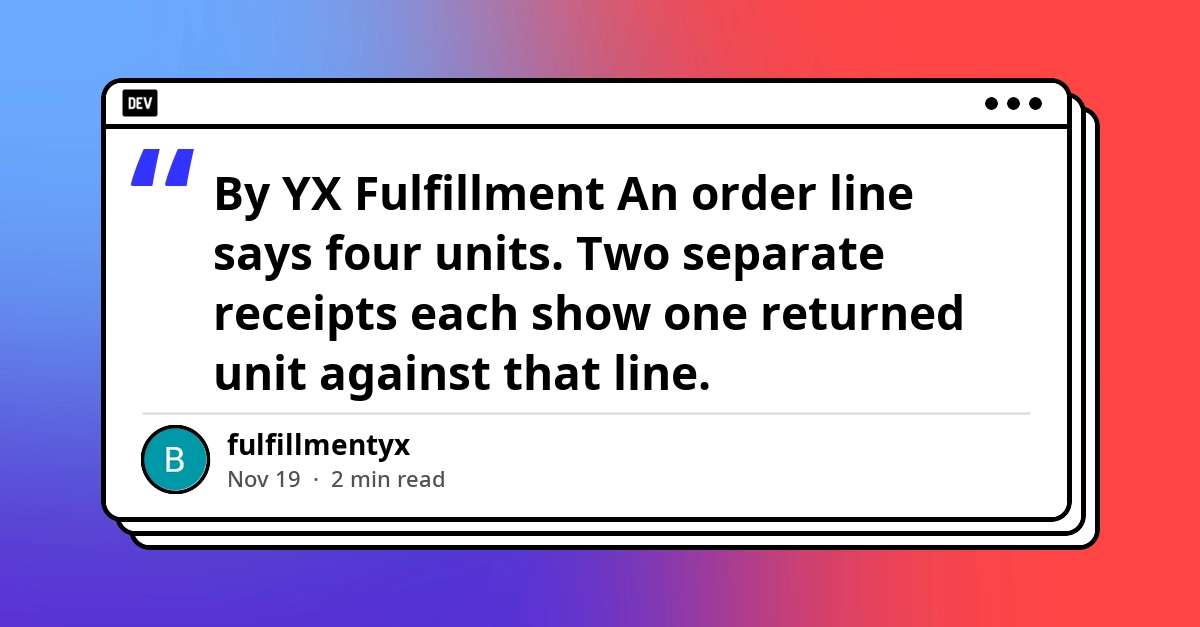 DEV
“ By YX Fulfillment An order line
says four units. Two separate
receipts each show one returned
unit against that line.
B
fulfillmentyx
Nov 19 · 2 min read